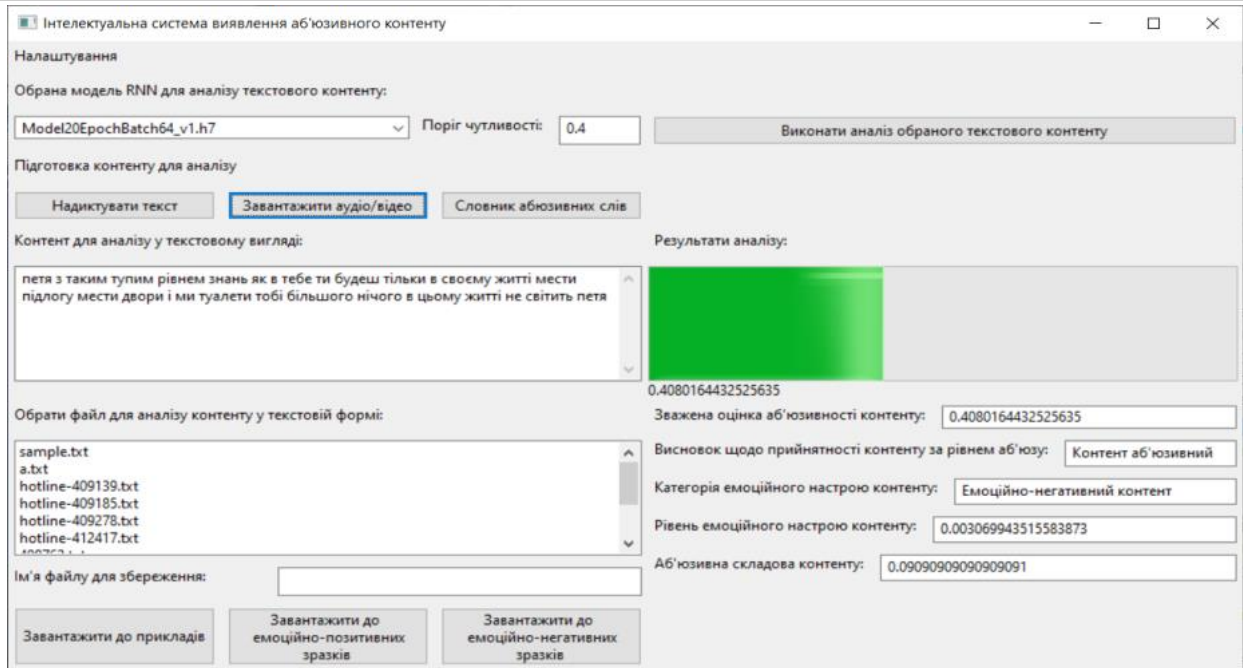 Інтелектуальна система виявлення аб'юзивного контенту
Налаштування
Обрана модель RNN для аналізу текстового контенту:
Model20EpochBatch64_v1.h7
Поріг чутливості:
0.4
Виконати аналіз обраного текстового контенту
Підготовка контенту для аналізу
Надиктувати текст
Завантажити аудіо/відео
Словник абюзивних слів
Контент для аналізу у текстовому вигляді:
Результати аналізу:
петя з таким тупим рівнем знань як в тебе ти будеш тільки в своєму житті мести
підлогу мести двори і ми туалети тобі більшого нічого в цьому житті не світить петя
0.4080164432525635
Обрати файл для аналізу контенту у текстовій формі:
Зважена оцінка аб'юзивності контенту:
0.4080164432525635
sample.txt
a.txt
hotline-409139.txt
hotline-409185.txt
hotline-409278.txt
hotline-412417.txt
Висновок щодо прийнятності контенту за рівнем аб'юзу:
Контент аб'юзивний
Категорія емоційного настрою контенту:
Емоційно-негативний контент
Рівень емоційного настрою контенту:
0.003069943515583873
Аб'юзивна складова контенту:
0.09090909090909091
Ім'я файлу для збереження:
Завантажити до прикладів
Завантажити до
емоційно-позитивних
зразків
Завантажити до
емоційно-негативних
зразків